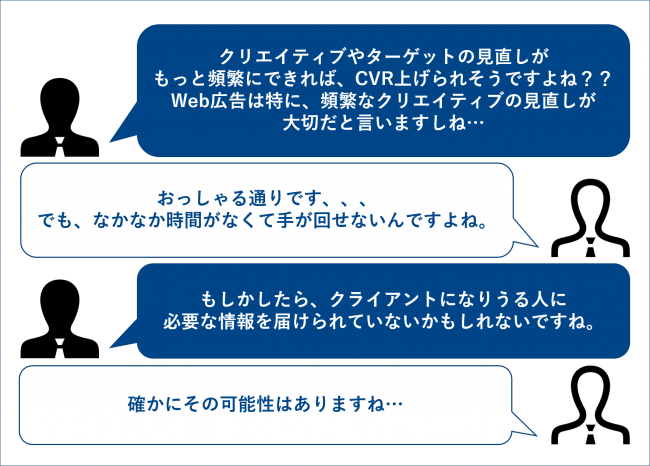 クリエイティブやターゲットの見直しが
もっと頻繁にできれば、CVR上げられそうですよね？？
Web広告は特に、頻繁なクリエイティブの見直しが
大切だと言いますしね…
おっしゃる通りです、、、
でも、なかなか時間がなくて手が回せないんですよね。
もしかしたら、クライアントになりうる人に
必要な情報を届けられていないかもしれないですね。
確かにその可能性はありますね…